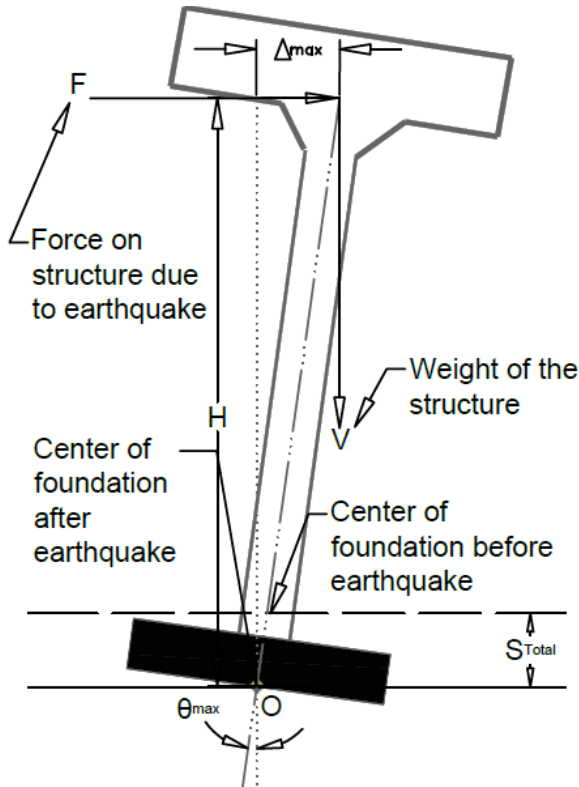 Δmax
F
Force on
structure due
to earthquake
Weight of the
structure
H
V
Center of
foundation
after
earthquake
Center of
foundation before
earthquake
STotal
θmax
O